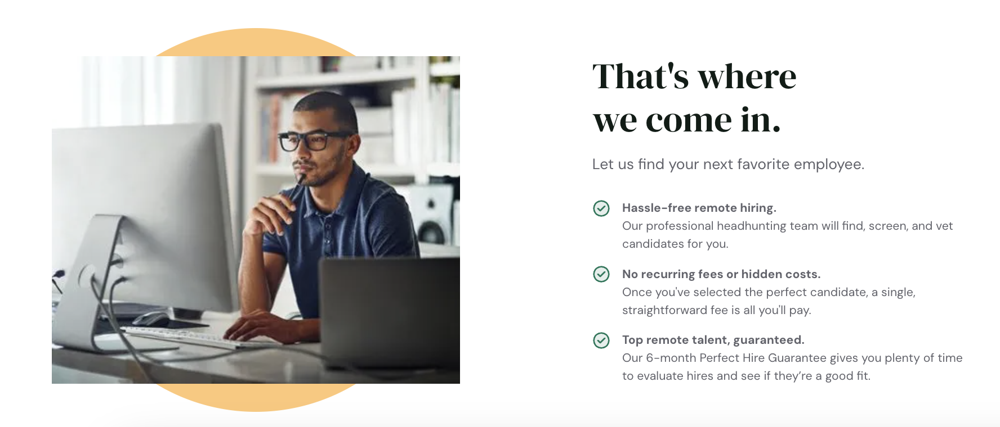 That's where
we come in.
Let us find your next favorite employee.
Hassle-free remote hiring.
Our professional headhunting team will find, screen, and vet
candidates for you.
No recurring fees or hidden costs.
Once you've selected the perfect candidate, a single,
straightforward fee is all you'll pay.
Top remote talent, guaranteed.
Our 6-month Perfect Hire Guarantee gives you plenty of time
to evaluate hires and see if they’re a good fit.